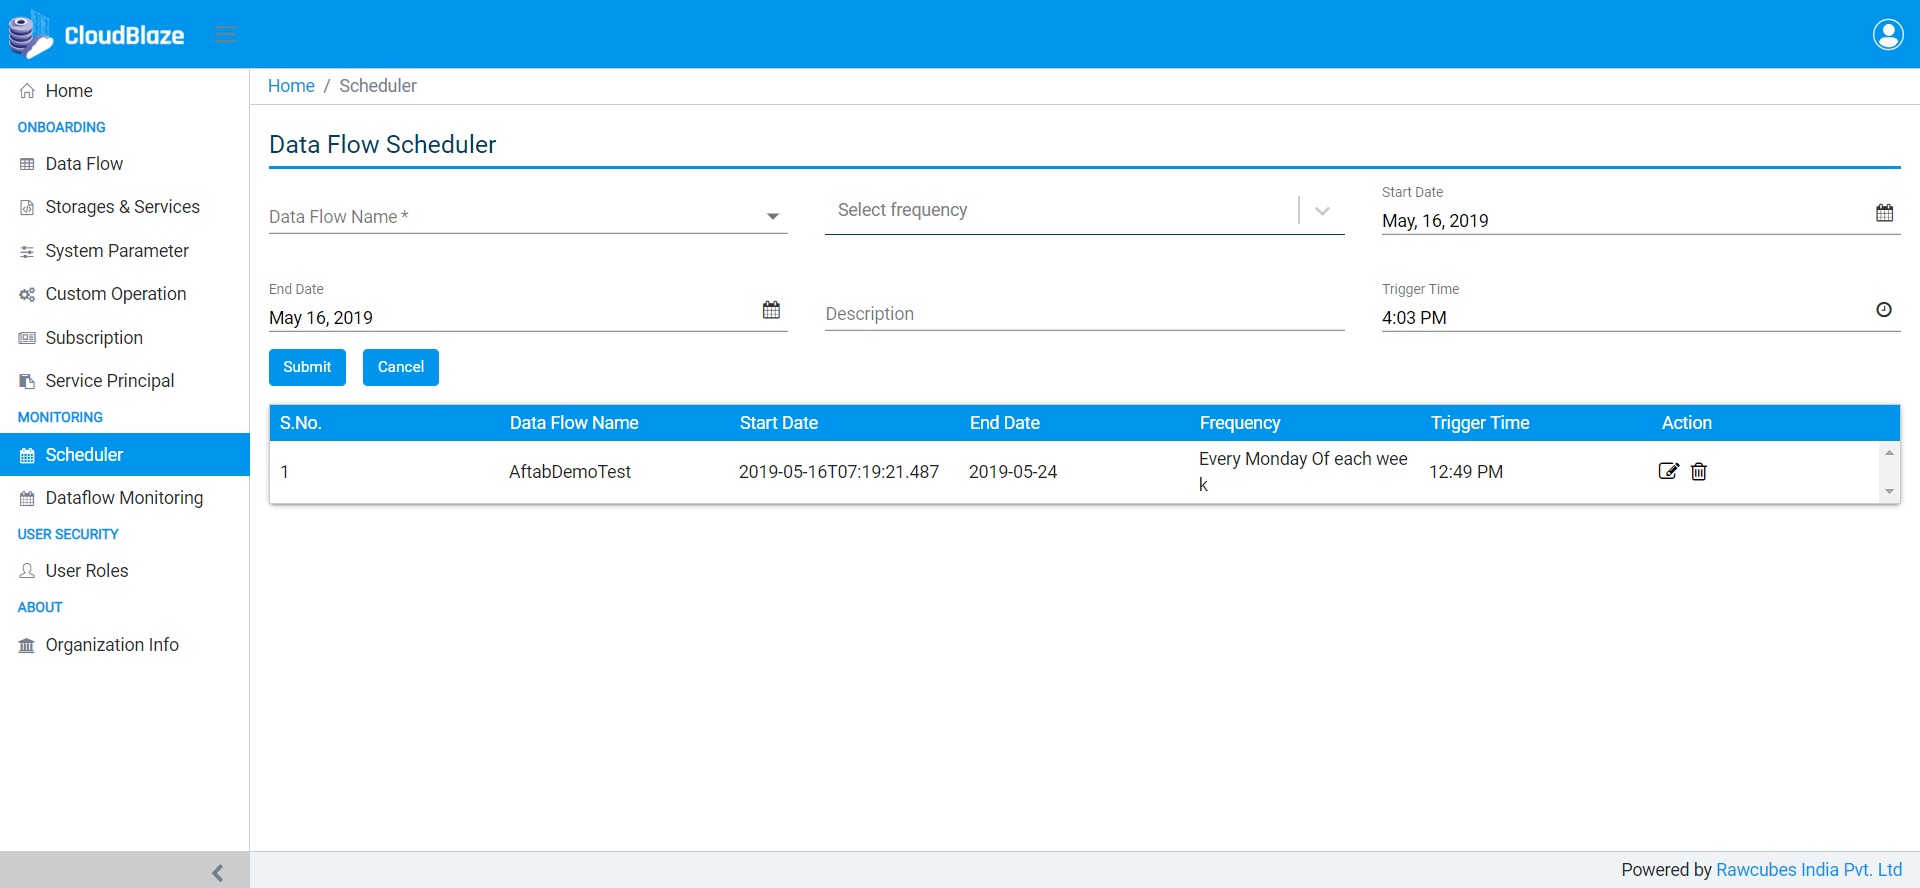 CloudBlaze
Home
ONBOARDING
Data Flow
Storages & Services
System Parameter
Custom Operation
Subscription
Service Principal
MONITORING
Scheduler
Dataflow Monitoring
USER SECURITY
User Roles
ABOUT
Organization Info
Home / Scheduler
Data Flow Scheduler
Data Flow Name *
Select frequency
Start Date
May, 16, 2019
End Date
May 16, 2019
Description
Trigger Time
4:03 PM
Submit Cancel
S.No. Data Flow Name Start Date End Date Frequency Trigger Time Action
1 AftabDemoTest 2019-05-16T07:19:21.487 2019-05-24 Every Monday Of each wee
k 12:49 PM
Powered by Rawcubes India Pvt. Ltd